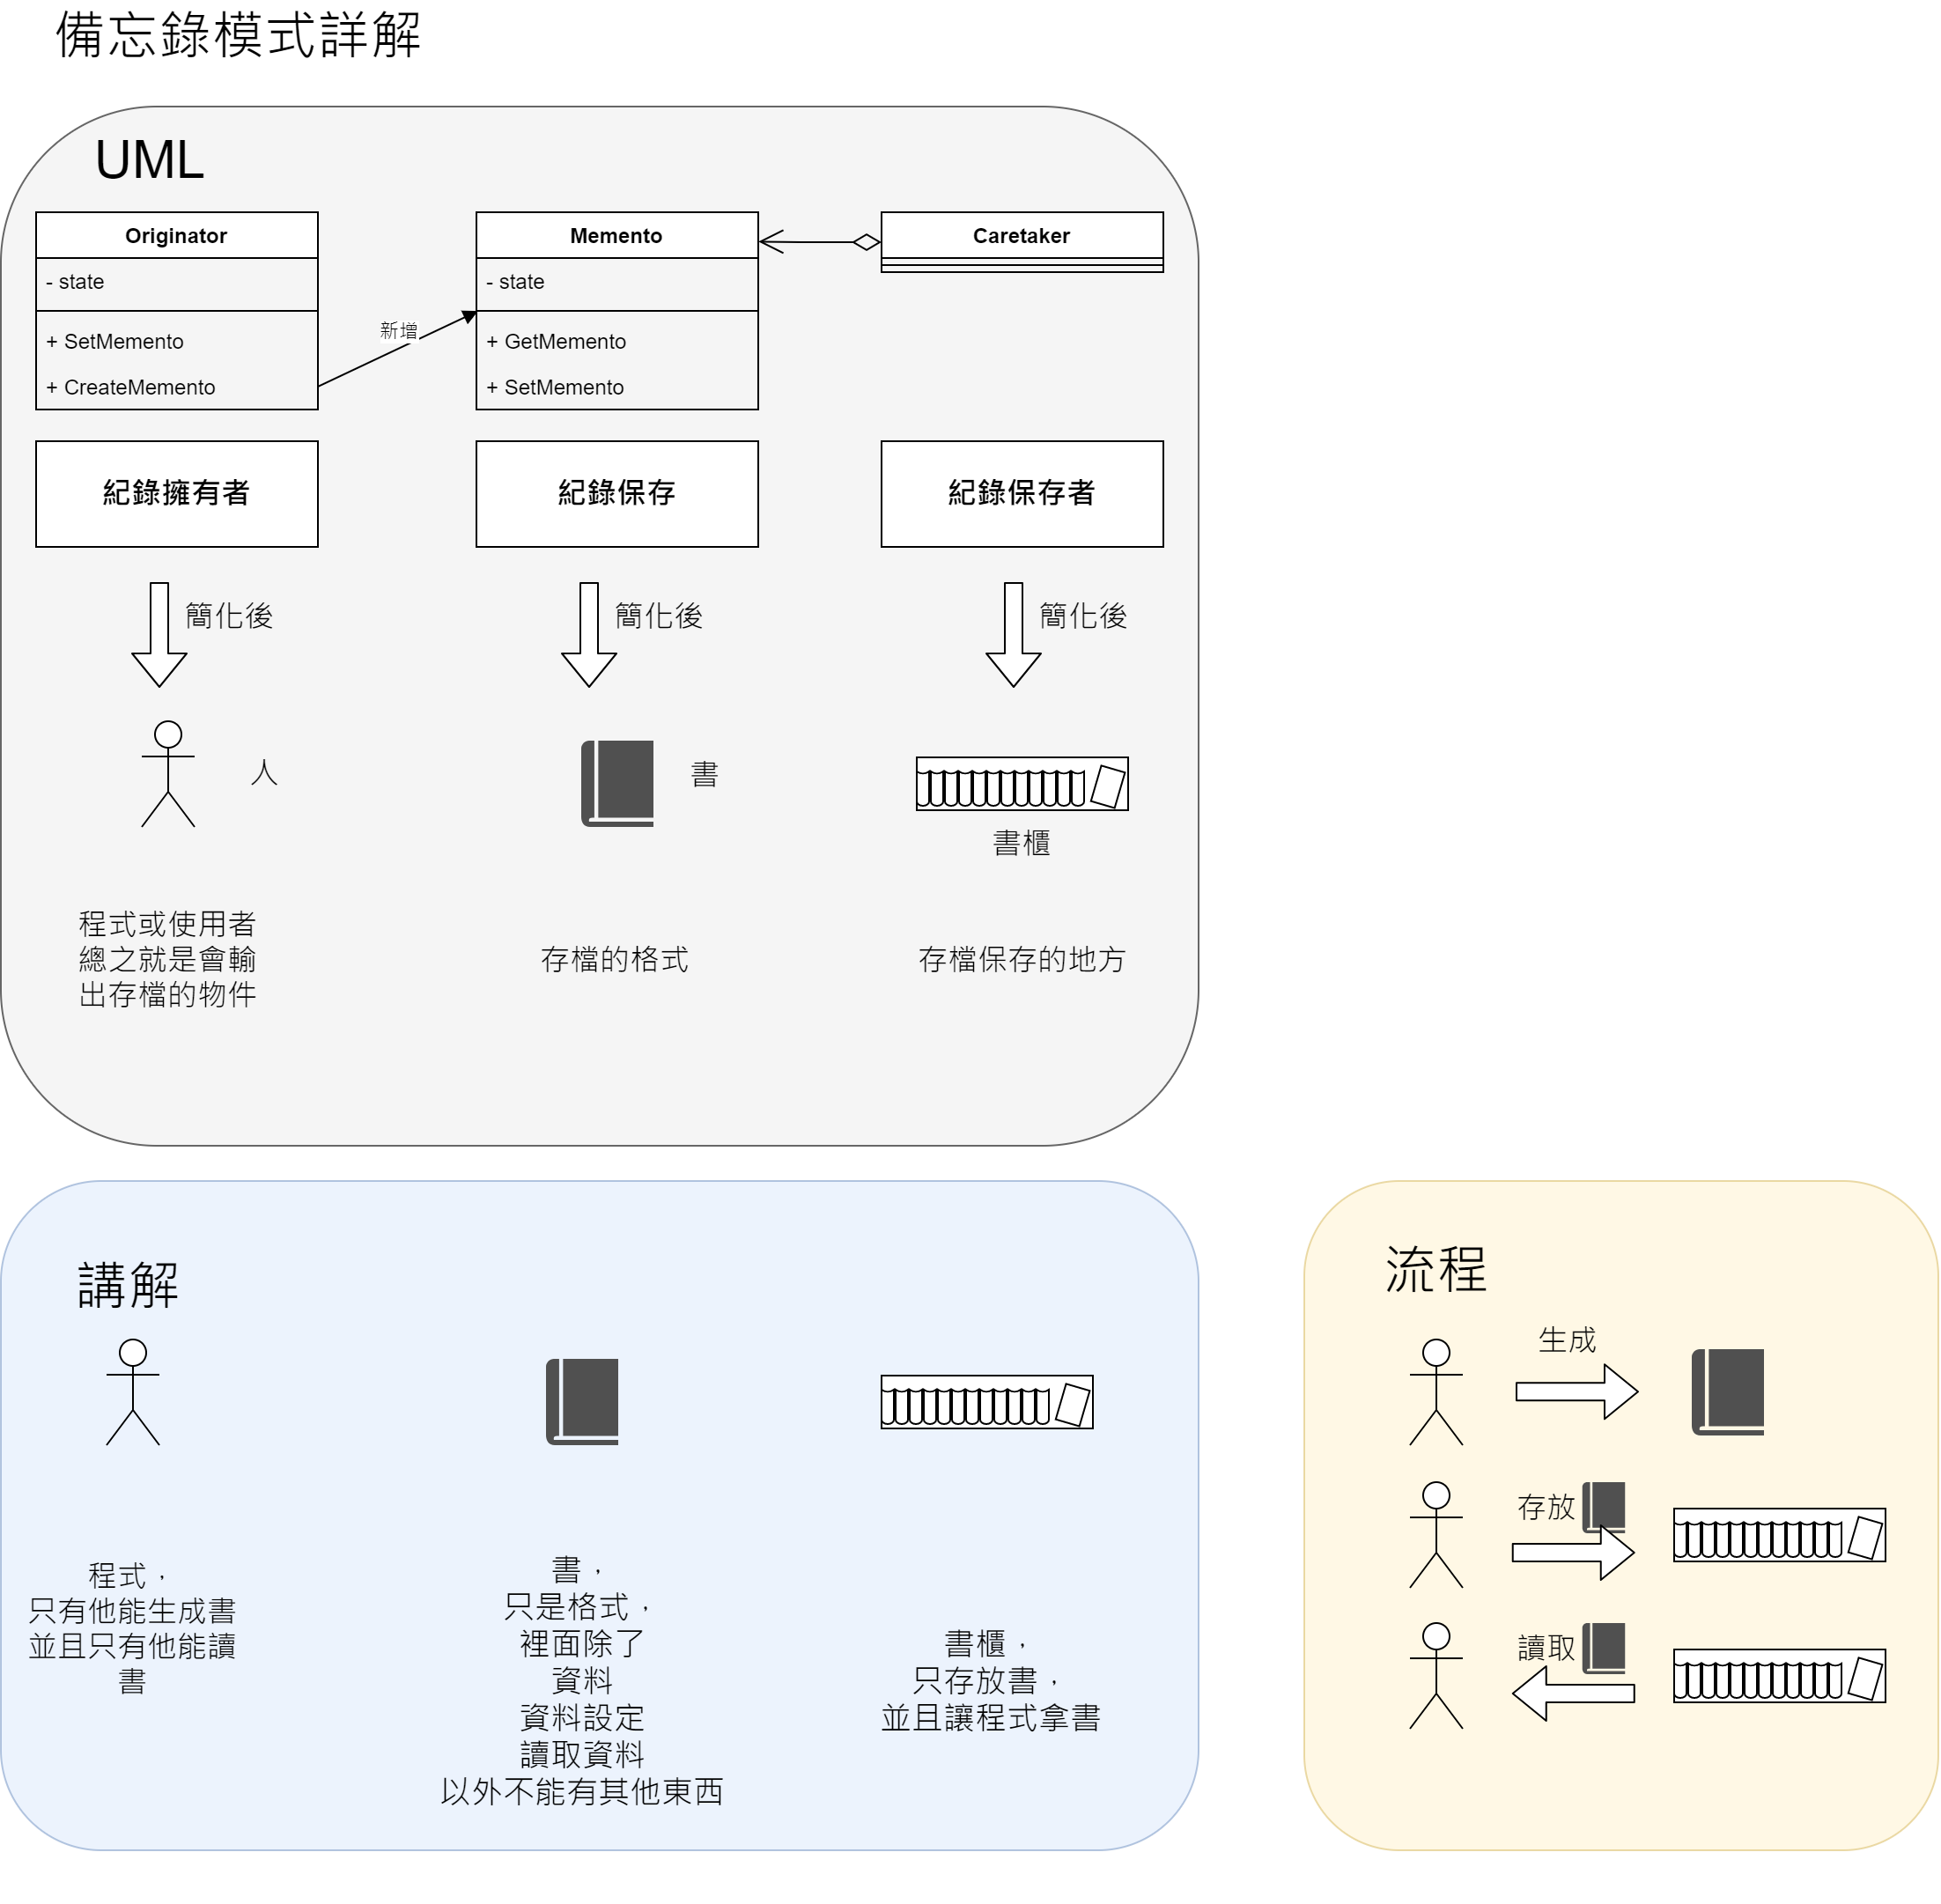 備忘錄模式詳解
UML
Originator
- state
+ SetMemento
+ CreateMemento
新增
Memento
- state
+ GetMemento
+ SetMemento
Caretaker
紀錄擁有者
紀錄保存
紀錄保存者
簡化後
簡化後
簡化後
人
書
書櫃
程式或使用者
總之就是會輸
出存檔的物件
存檔的格式
存檔保存的地方
講解
程式，
只有他能生成書
並且只有他能讀
書
書，
只是格式，
裡面除了
資料
資料設定
讀取資料
以外不能有其他東西
書櫃，
只存放書，
並且讓程式拿書
流程
生成
存放
讀取